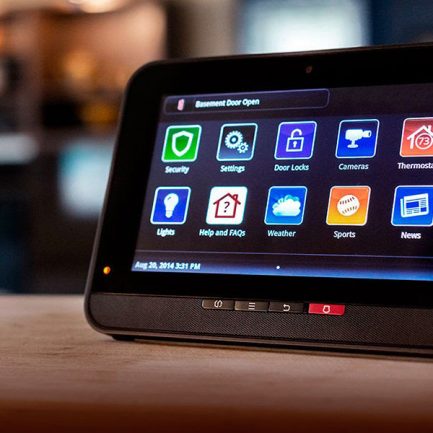 Basement Door Open
Security
Settings
Door Locks
Cameras
Thermosta
73
Lights
Help and FAQs
Weather
Sports
News
Aug 20, 2014 3:31 PM